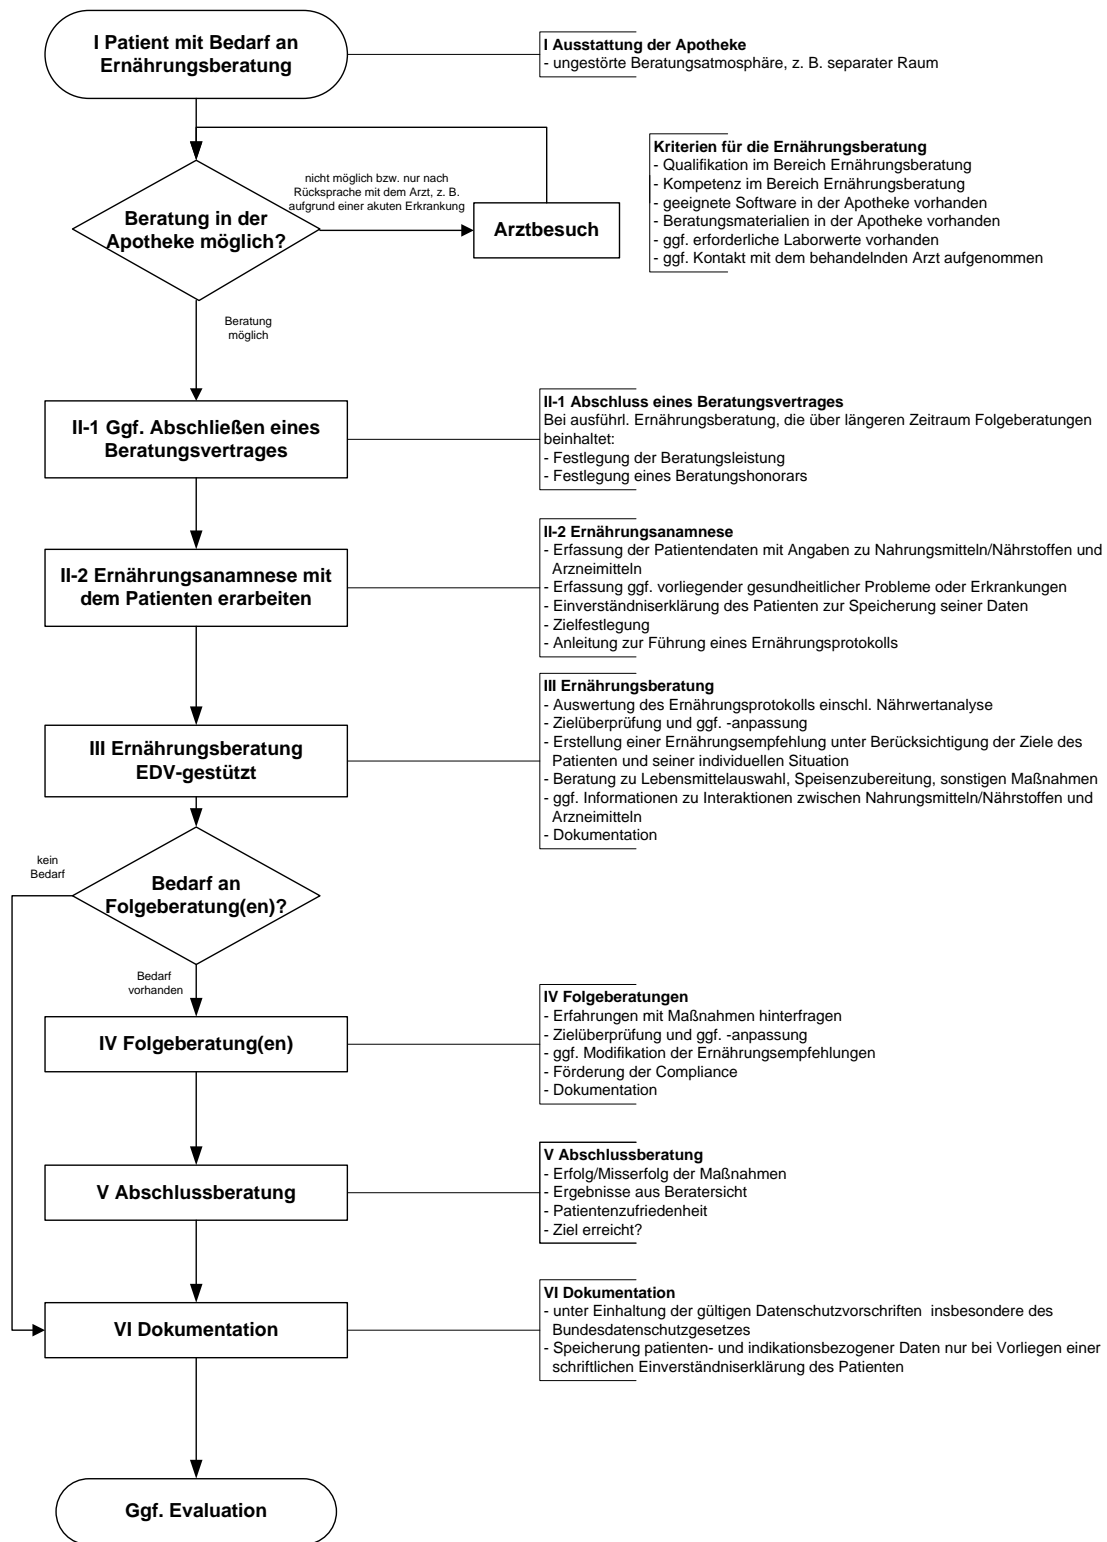 I Patient mit Bedarf an
Ernährungsberatung
I Ausstattung der Apotheke
- ungestörte Beratungsatmosphäre, z. B. separater Raum
Beratung in der
Apotheke möglich?
nicht möglich bzw. nur nach
Rücksprache mit dem Arzt, z. B.
aufgrund einer akuten Erkrankung
Arztbesuch
Kriterien für die Ernährungsberatung
- Qualifikation im Bereich Ernährungsberatung
- Kompetenz im Bereich Ernährungsberatung
- geeignete Software in der Apotheke vorhanden
- Beratungsmaterialien in der Apotheke vorhanden
- ggf. erforderliche Laborwerte vorhanden
- ggf. Kontakt mit dem behandelnden Arzt aufgenommen
Beratung
möglich
II-1 Ggf. Abschließen eines
Beratungsvertrages
II-1 Abschluss eines Beratungsvertrages
Bei ausführl. Ernährungsberatung, die über längeren Zeitraum Folgeberatungen
beinhaltet:
- Festlegung der Beratungsleistung
- Festlegung eines Beratungshonorars
II-2 Ernährungsanamnese mit
dem Patienten erarbeiten
II-2 Ernährungsanamnese
- Erfassung der Patientendaten mit Angaben zu Nahrungsmitteln/Nährstoffen und
Arzneimitteln
- Erfassung ggf. vorliegender gesundheitlicher Probleme oder Erkrankungen
- Einverständniserklärung des Patienten zur Speicherung seiner Daten
- Zielfestlegung
- Anleitung zur Führung eines Ernährungsprotokolls
III Ernährungsberatung
EDV-gestützt
III Ernährungsberatung
- Auswertung des Ernährungsprotokolls einschl. Nährwertanalyse
- Zielüberprüfung und ggf. -anpassung
- Erstellung einer Ernährungsempfehlung unter Berücksichtigung der Ziele des
Patienten und seiner individuellen Situation
- Beratung zu Lebensmittelauswahl, Speisenzubereitung, sonstigen Maßnahmen
- ggf. Informationen zu Interaktionen zwischen Nahrungsmitteln/Nährstoffen und
Arzneimitteln
- Dokumentation
kein
Bedarf
Bedarf an
Folgeberatung(en)?
Bedarf
vorhanden
IV Folgeberatung(en)
IV Folgeberatungen
- Erfahrungen mit Maßnahmen hinterfragen
- Zielüberprüfung und ggf. -anpassung
- ggf. Modifikation der Ernährungsempfehlungen
- Förderung der Compliance
- Dokumentation
V Abschlussberatung
V Abschlussberatung
- Erfolg/Misserfolg der Maßnahmen
- Ergebnisse aus Beratersicht
- Patientenzufriedenheit
- Ziel erreicht?
VI Dokumentation
VI Dokumentation
- unter Einhaltung der gültigen Datenschutzvorschriften insbesondere des
Bundesdatenschutzgesetzes
- Speicherung patienten- und indikationsbezogener Daten nur bei Vorliegen einer
schriftlichen Einverständniserklärung des Patienten
Ggf. Evaluation